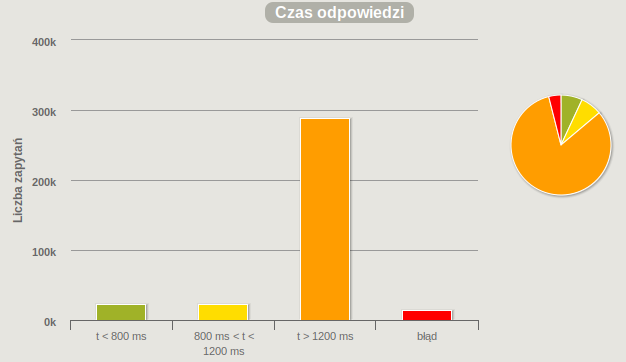 Czas odpowiedzi
400k
300k
200k
100k
0k
Liczba zapytań
t < 800 ms
800 ms < t <
1200 ms
t > 1200 ms
błąd